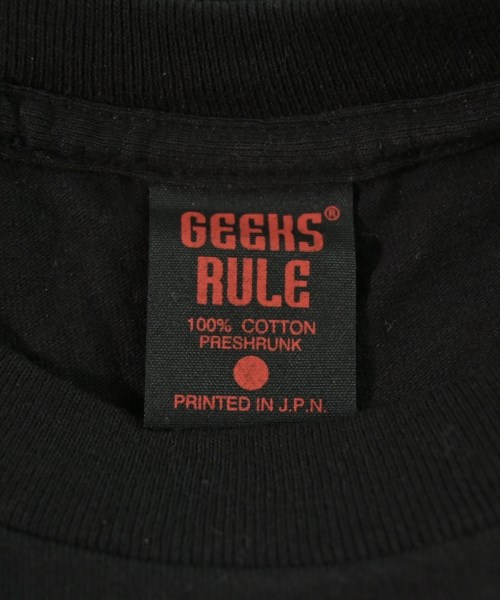 GEEKS®
RULE
100% COTTON
PRESHRUNK
PRINTED IN J.P.N.